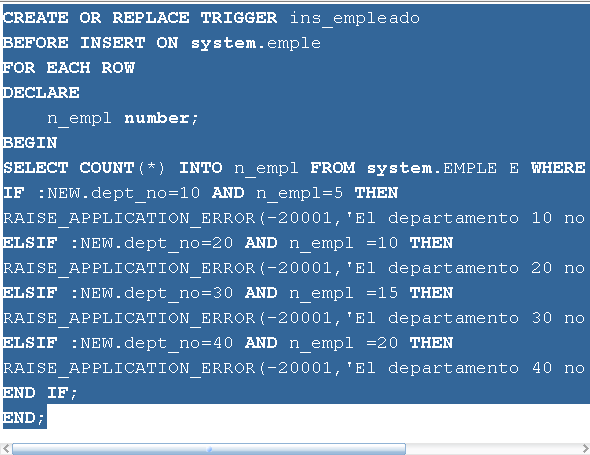 CREATE OR REPLACE TRIGGER ins_empleado
BEFORE INSERT ON system.emple
FOR EACH ROW
DECLARE
n_empl number;
BEGIN
SELECT COUNT(*) INTO n_empl FROM system.EMPLE E WHERE
IF :NEW.dept_no=10 AND n_empl=5 THEN
RAISE_APPLICATION_ERROR(-20001,'El departamento 10 no
ELSIF :NEW.dept_no=20 AND n_empl =10 THEN
RAISE_APPLICATION_ERROR(-20001,'El departamento 20 no
ELSIF :NEW.dept_no=30 AND n_empl =15 THEN
RAISE_APPLICATION_ERROR(-20001,'El departamento 30 no
ELSIF :NEW.dept_no=40 AND n_empl =20 THEN
RAISE_APPLICATION_ERROR(-20001,'El departamento 40 no
END IF;
END;